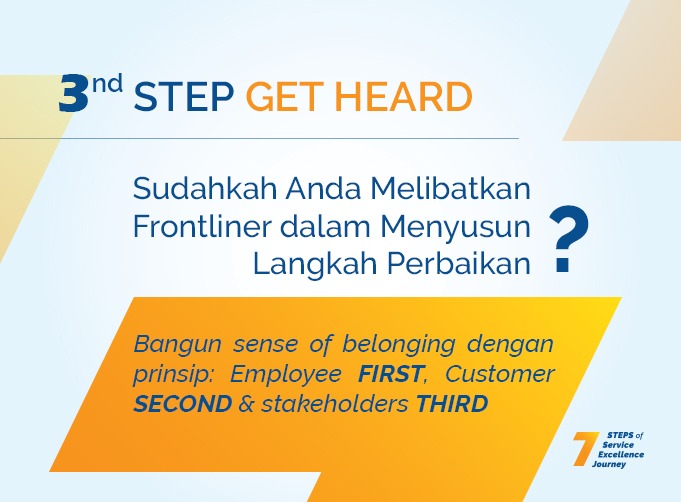 3nd STEP GET HEARD
Sudahkah Anda Melibatkan
Frontliner dalam Menyusun
Langkah Perbaikan ?
Bangun sense of belonging dengan
prinsip: Employee FIRST, Customer
SECOND & stakeholders THIRD
7 STEPS of
Service
Excellence
Journey